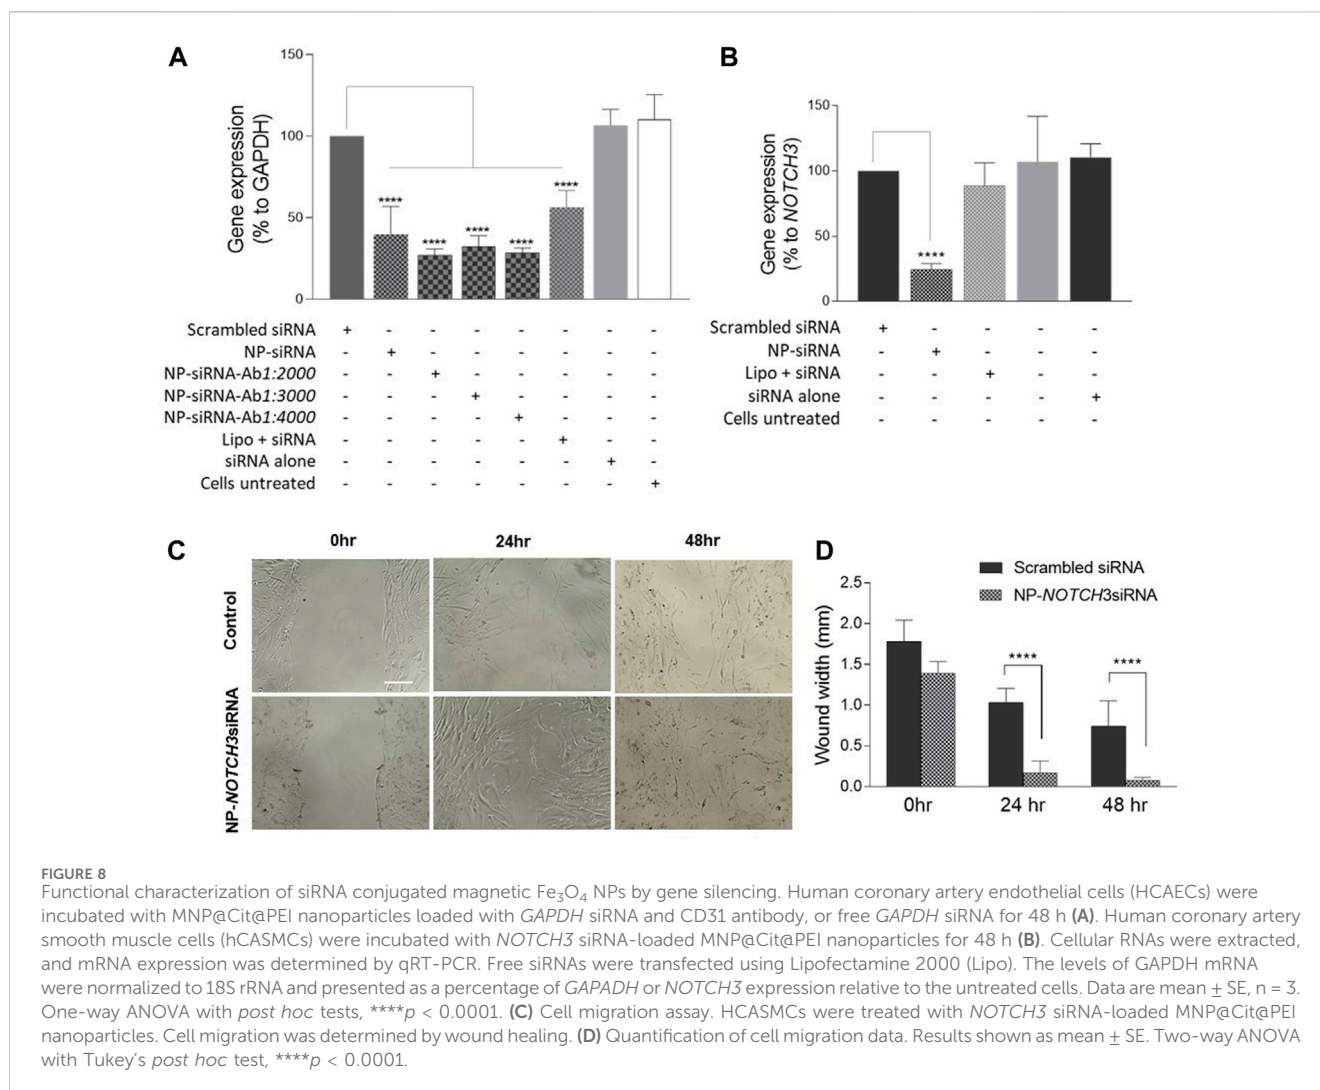 A
150
100
50
0
Gene expression
(% to GAPDH)
****
****
****
****
****
Scrambled siRNA + - - - - - - -
NP-siRNA - + - - - - - -
NP-siRNA-Ab1:2000 - - + - - - - -
NP-siRNA-Ab1:3000 - - - + - - - -
NP-siRNA-Ab1:4000 - - - - + - - -
Lipo + siRNA - - - - - + - -
siRNA alone - - - - - - + -
Cells untreated - - - - - - - +
B
150
100
50
0
Gene expression
(% to NOTCH3)
****
Scrambled siRNA + - - - -
NP-siRNA - + - - -
Lipo + siRNA - - + - -
siRNA alone - - - - +
Cells untreated - - - - -
C
0hr 24hr 48hr
Control
NP-NOTCH3siRNA
D
Scrambled siRNA
NP-NOTCH3siRNA
2.5
2.0
1.5
1.0
0.5
0.0
Wound width (mm)
****
****
0hr 24 hr 48 hr
FIGURE 8
Functional characterization of siRNA conjugated magnetic Fe₃O₄ NPs by gene silencing. Human coronary artery endothelial cells (HCAECs) were
incubated with MNP@Cit@PEI nanoparticles loaded with GAPDH siRNA and CD31 antibody, or free GAPDH siRNA for 48 h (A). Human coronary artery
smooth muscle cells (hCASMCs) were incubated with NOTCH3 siRNA-loaded MNP@Cit@PEI nanoparticles for 48 h (B). Cellular RNAs were extracted,
and mRNA expression was determined by qRT-PCR. Free siRNAs were transfected using Lipofectamine 2000 (Lipo). The levels of GAPDH mRNA
were normalized to 18S rRNA and presented as a percentage of GAPADH or NOTCH3 expression relative to the untreated cells. Data are mean ± SE, n = 3.
One-way ANOVA with post hoc tests, ****p < 0.0001. (C) Cell migration assay. HCASMCs were treated with NOTCH3 siRNA-loaded MNP@Cit@PEI
nanoparticles. Cell migration was determined by wound healing. (D) Quantification of cell migration data. Results shown as mean ± SE. Two-way ANOVA
with Tukey's post hoc test, ****p < 0.0001.